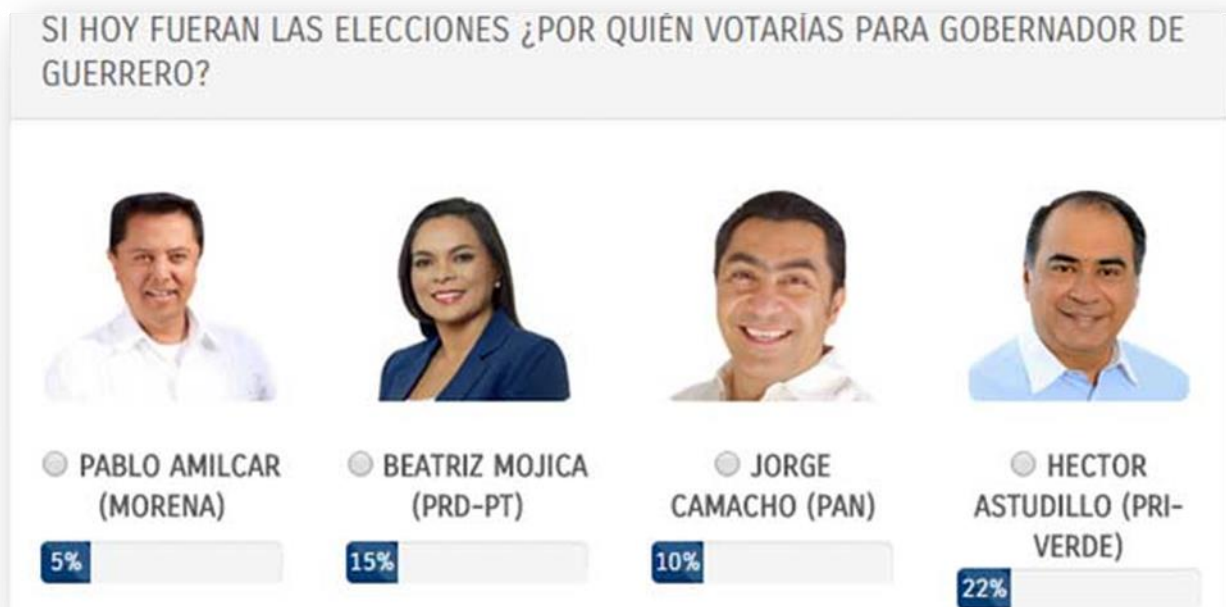 SI HOY FUERAN LAS ELECCIONES ¿POR QUIÉN VOTARÍAS PARA GOBERNADOR DE
GUERRERO?
PABLO AMILCAR
(MORENA)
5%
BEATRIZ MOJICA
(PRD-PT)
15%
JORGE
CAMACHO (PAN)
10%
HECTOR
ASTUDILLO (PRI-
VERDE)
22%